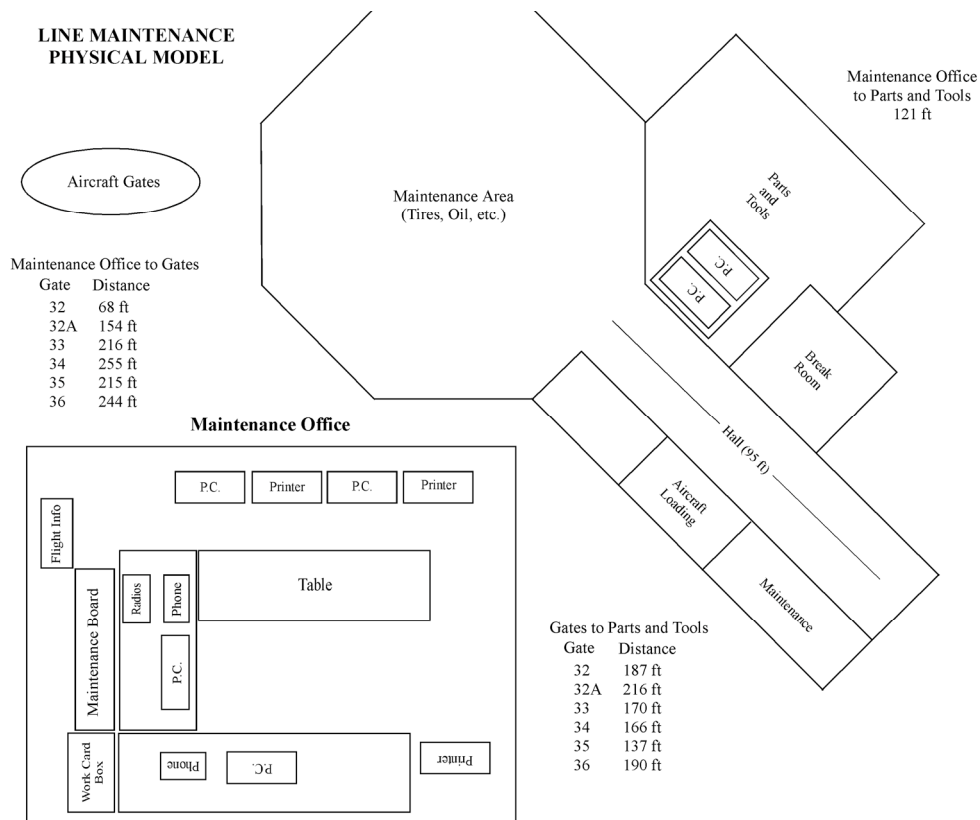 LINE MAINTENANCE
PHYSICAL MODEL
Maintenance Office
to Parts and Tools
121 ft
Aircraft Gates
Maintenance Area
(Tires, Oil, etc.)
Parts
and
Tools
P.C.
P.C.
Maintenance Office to Gates
Gate Distance
32 68 ft
32A 154 ft
33 216 ft
34 255 ft
35 215 ft
36 244 ft
Break
Room
Hall (95 ft)
Aircraft
Loading
Maintenance
Maintenance Office
P.C.
Printer
P.C.
Printer
Flight Info
Maintenance Board
Radios
Phone
Table
P.C.
Work Card
Box
Phone
P.C.
Printer
Gates to Parts and Tools
Gate Distance
32 187 ft
32A 216 ft
33 170 ft
34 166 ft
35 137 ft
36 190 ft